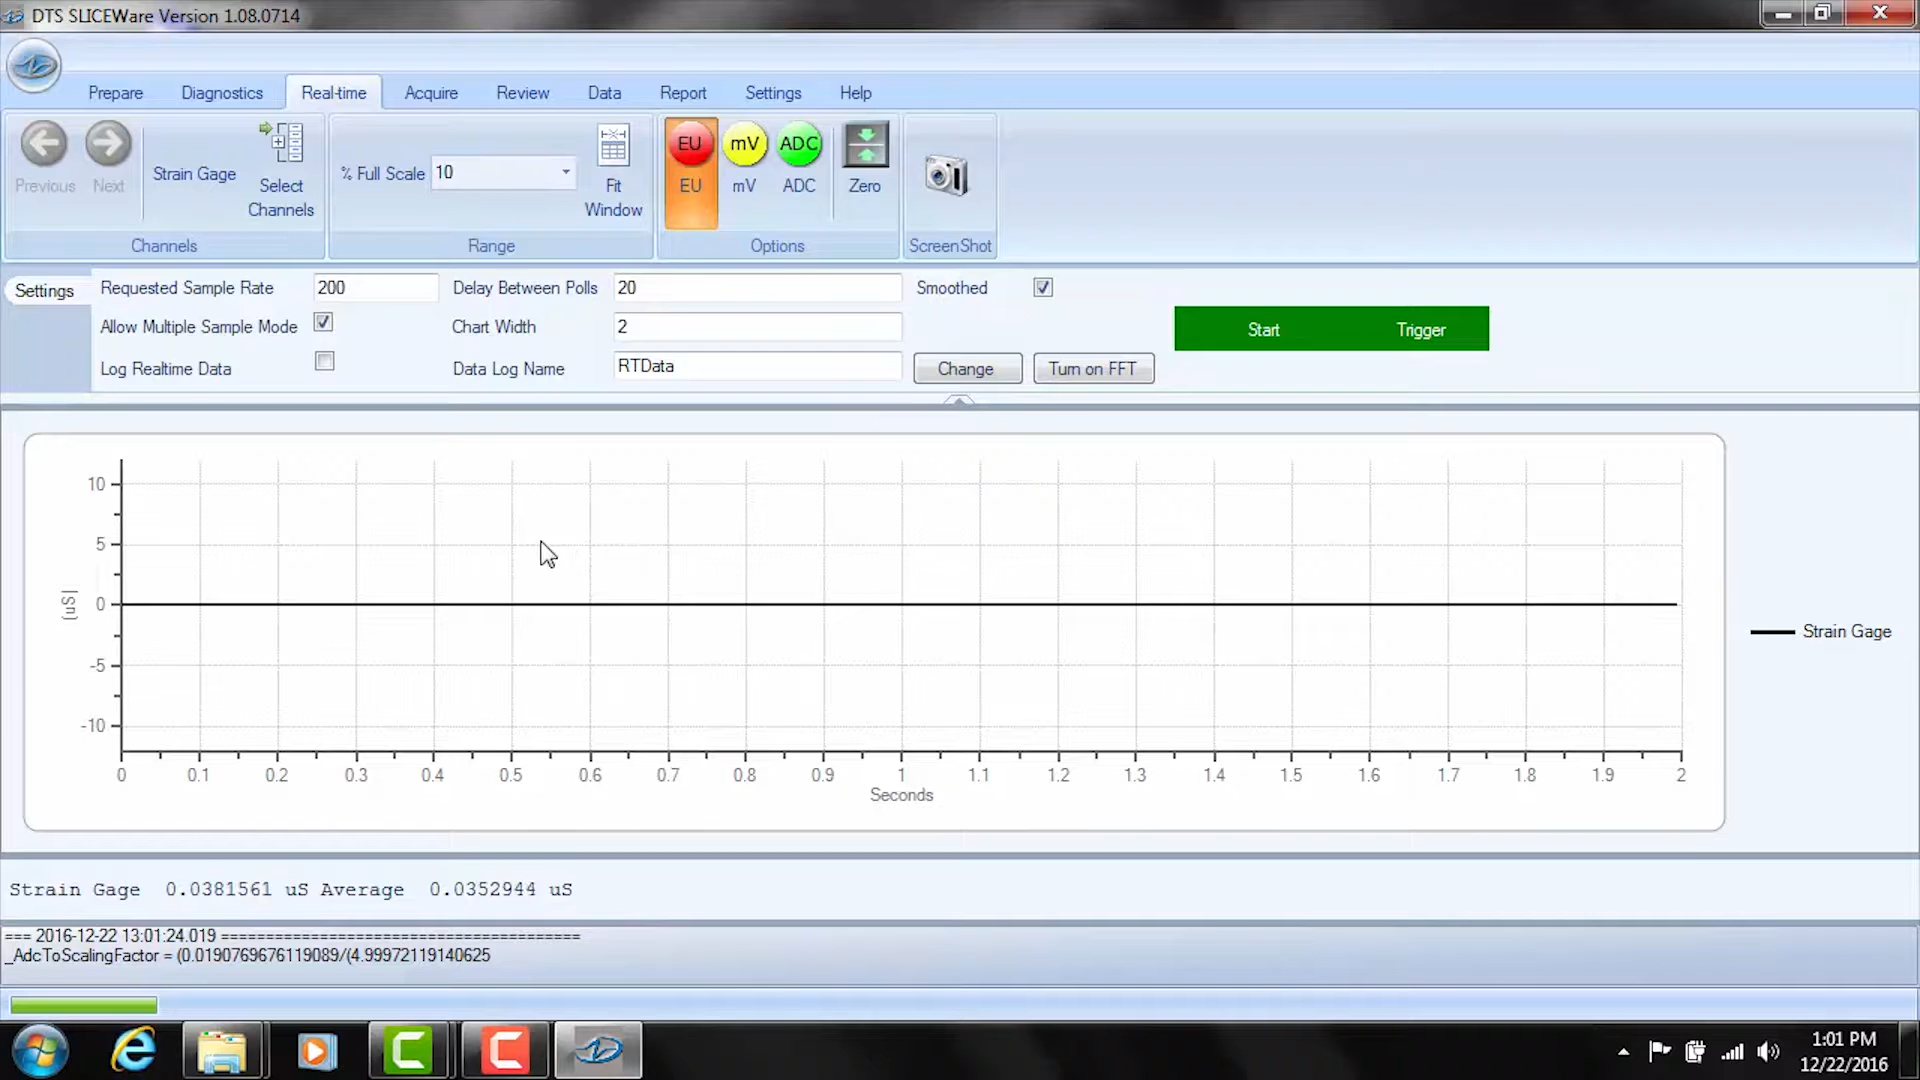 DTS SLICEWare Version 1.08.0714
Prepare Diagnostics Real-time Acquire Review Data Report Settings Help
Previous Next Strain Gage Select Channels % Full Scale 10 Fit Window EU EU mV mV ADC ADC Zero
Channels Range Options ScreenShot
Settings Requested Sample Rate 200 Delay Between Polls 20 Smoothed
Allow Multiple Sample Mode Chart Width 2 Start Trigger
Log Realtime Data Data Log Name RTData Change Turn on FFT
10
5
(uS)
0
-5
-10
Strain Gage
0 0.1 0.2 0.3 0.4 0.5 0.6 0.7 0.8 0.9 1 1.1 1.2 1.3 1.4 1.5 1.6 1.7 1.8 1.9 2
Seconds
Strain Gage 0.0381561 uS Average 0.0352944 uS
=== 2016-12-22 13:01:24.019 ========================================
_AdcToScalingFactor = (0.0190769676119089/(4.99972119140625
1:01 PM
12/22/2016